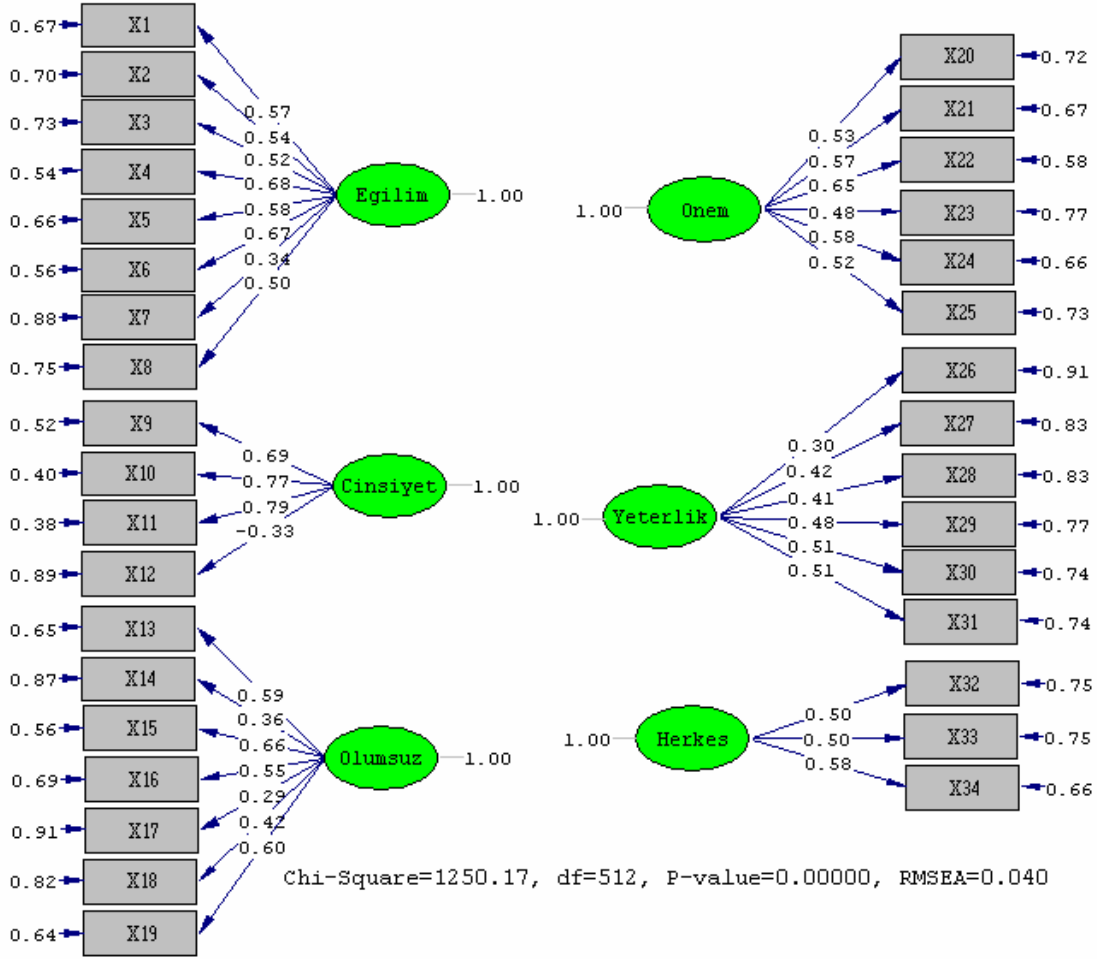 0.67 X1
0.70 X2
0.73 X3
0.54 X4
0.66 X5
0.56 X6
0.88 X7
0.75 X8
0.57
0.54
0.52
0.68
0.58
0.67
0.34
0.50
Egilim 1.00
0.52 X9
0.40 X10
0.38 X11
0.89 X12
0.69
0.77
0.79
-0.33
Cinsiyet 1.00
0.65 X13
0.87 X14
0.56 X15
0.69 X16
0.91 X17
0.82 X18
0.64 X19
0.59
0.36
0.66
0.55
0.29
0.42
0.60
Olumsuz 1.00
1.00 Onem
0.53
0.57
0.65
0.48
0.58
0.52
X20 0.72
X21 0.67
X22 0.58
X23 0.77
X24 0.66
X25 0.73
1.00 Yeterlik
0.30
0.42
0.41
0.48
0.51
0.51
X26 0.91
X27 0.83
X28 0.83
X29 0.77
X30 0.74
X31 0.74
1.00 Herkes
0.50
0.50
0.58
X32 0.75
X33 0.75
X34 0.66
Chi-Square=1250.17, df=512, P-value=0.00000, RMSEA=0.040